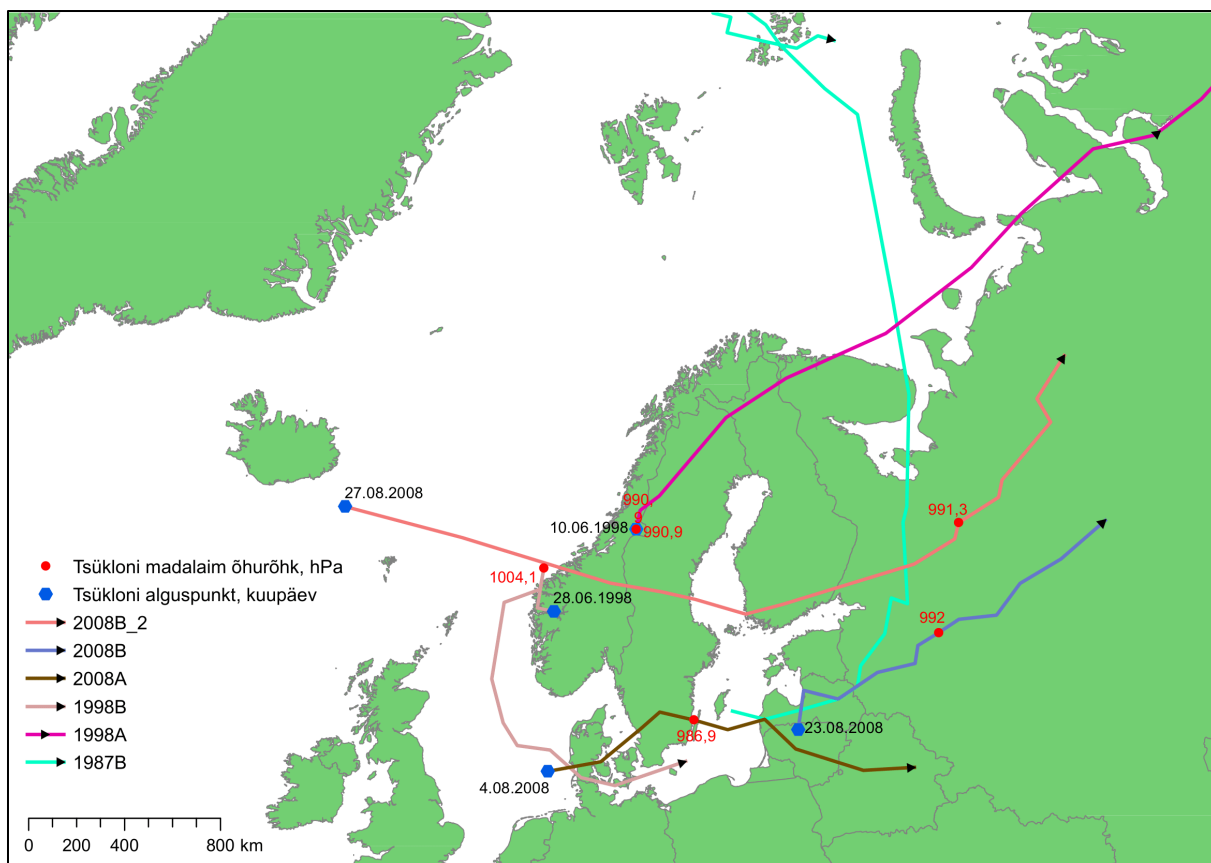 27.08.2008
10.06.1998
990,
9
990,9
991,3
1004,1
28.06.1998
992
986,9
23.08.2008
4.08.2008
Tsükloni madalaim õhurõhk, hPa
Tsükloni alguspunkt, kuupäev
2008B_2
2008B
2008A
1998B
1998A
1987B
0 200 400 800 km